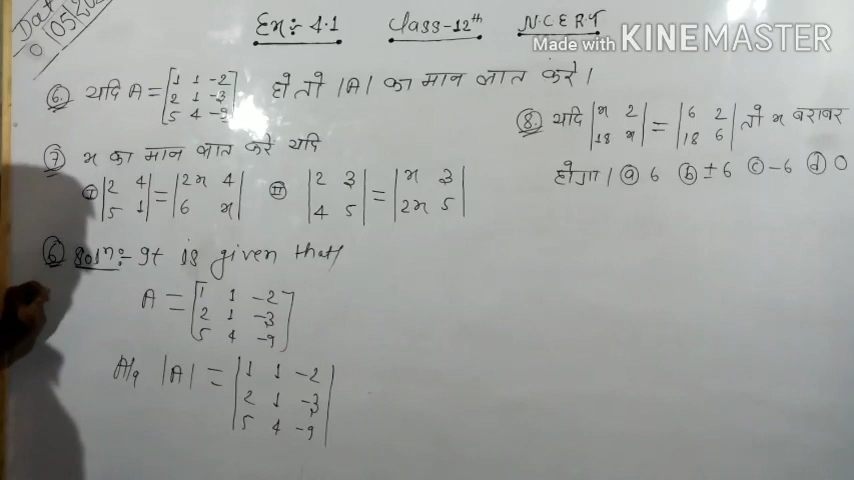 Ex:- 4.1 Class-12th N.C.E.R.T
Made with KINEMASTER
6. यदि A = [1 1 -2
2 1 -3
5 4 -9] हो तो |A| का मान ज्ञात करे।
7 x का मान ज्ञात करे यदि
(I) |2 4
5 1| = |2x 4
6 x| (II) |2 3
4 5| = |x 3
2x 5|
8. यदि |x 2
18 x| = |6 2
18 6| तो x बराबर
होगा। (a) 6 (b) ±6 (c) -6 (d) 0
6 Sol^n:- It is given that
A = [1 1 -2
2 1 -3
5 4 -9]
A/q |A| = |1 1 -2
2 1 -3
5 4 -9|